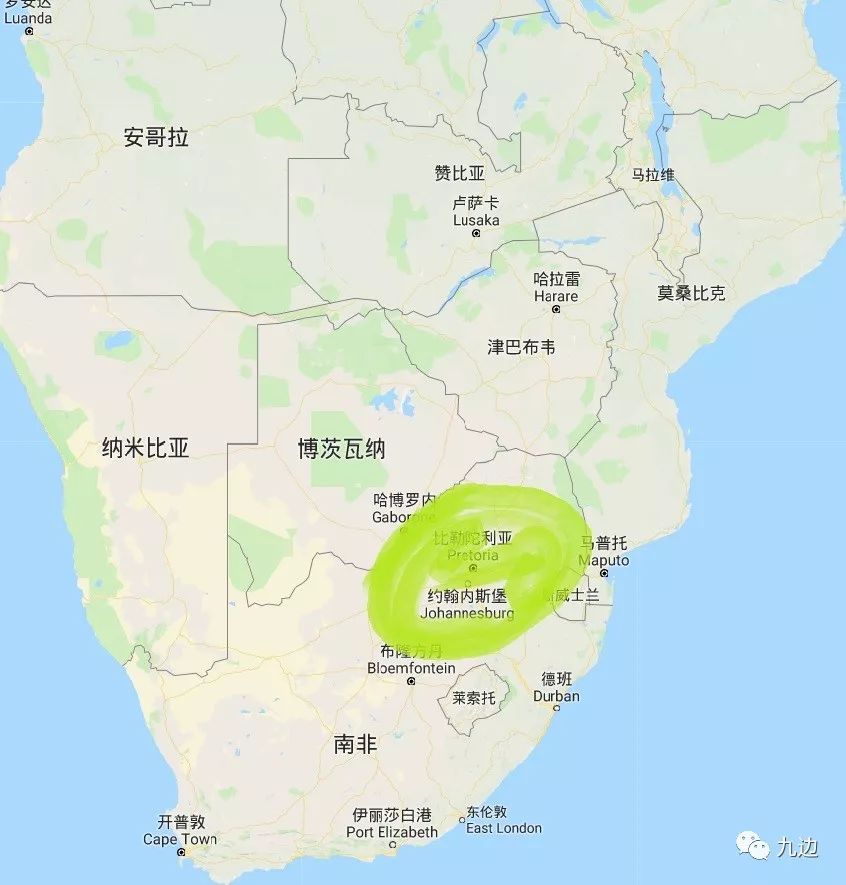 Luanda
安哥拉
赞比亚
马拉维
卢萨卡
Lusaka
哈拉雷
Harare
莫桑比克
津巴布韦
纳米比亚
博茨瓦纳
哈博罗内
Gaborone
比勒陀利亚
Pretoria
马普托
Maputo
约翰内斯堡
Johannesburg
威士兰
布隆方丹
Bloemfontein
德班
Durban
莱索托
南非
伊丽莎白港
Port Elizabeth
东伦敦
East London
开普敦
Cape Town
九边